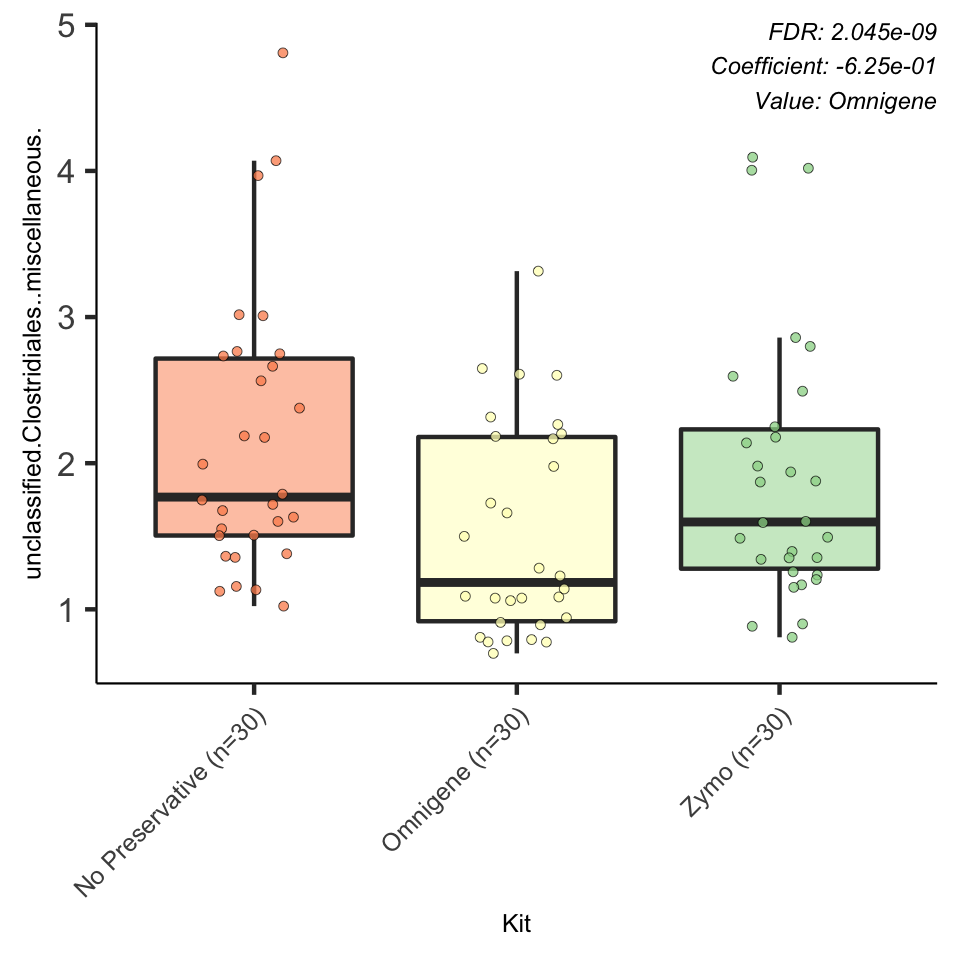 FDR: 2.045e-09
Coefficient: -6.25e-01
Value: Omnigene
unclassified.Clostridiales..miscellaneous.
5
4
3
2
1
No Preservative (n=30)
Omnigene (n=30)
Zymo (n=30)
Kit